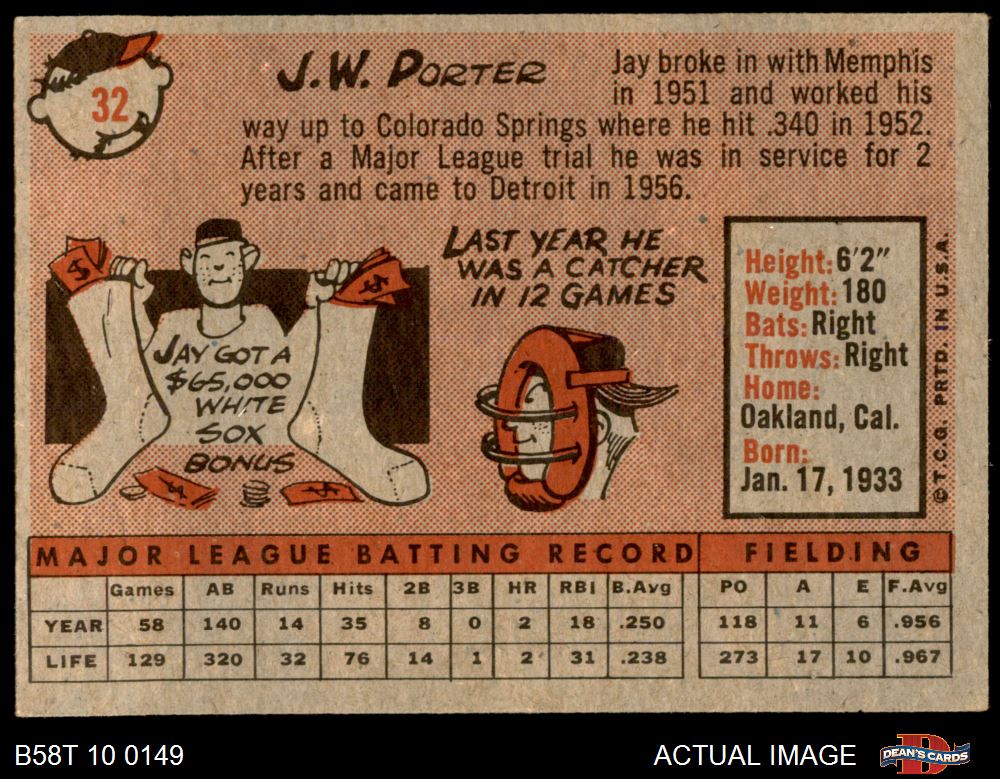 32
J.W. PORTER
Jay broke in with Memphis
in 1951 and worked his
way up to Colorado Springs where he hit .340 in 1952.
After a Major League trial he was in service for 2
years and came to Detroit in 1956.
JAY GOT A
$65,000
WHITE
SOX
BONUS
LAST YEAR HE
WAS A CATCHER
IN 12 GAMES
Height: 6'2"
Weight: 180
Bats: Right
Throws: Right
Home:
Oakland, Cal.
Born:
Jan. 17, 1933
© T.C.G. PRTD. IN U.S.A.
MAJOR LEAGUE BATTING RECORD FIELDING
Games AB Runs Hits 2B 3B HR RBI B.Avg PO A E F.Avg
YEAR 58 140 14 35 8 0 2 18 .250 118 11 6 .956
LIFE 129 320 32 76 14 1 2 31 .238 273 17 10 .967
B58T 10 0149 ACTUAL IMAGE DEAN'S CARDS